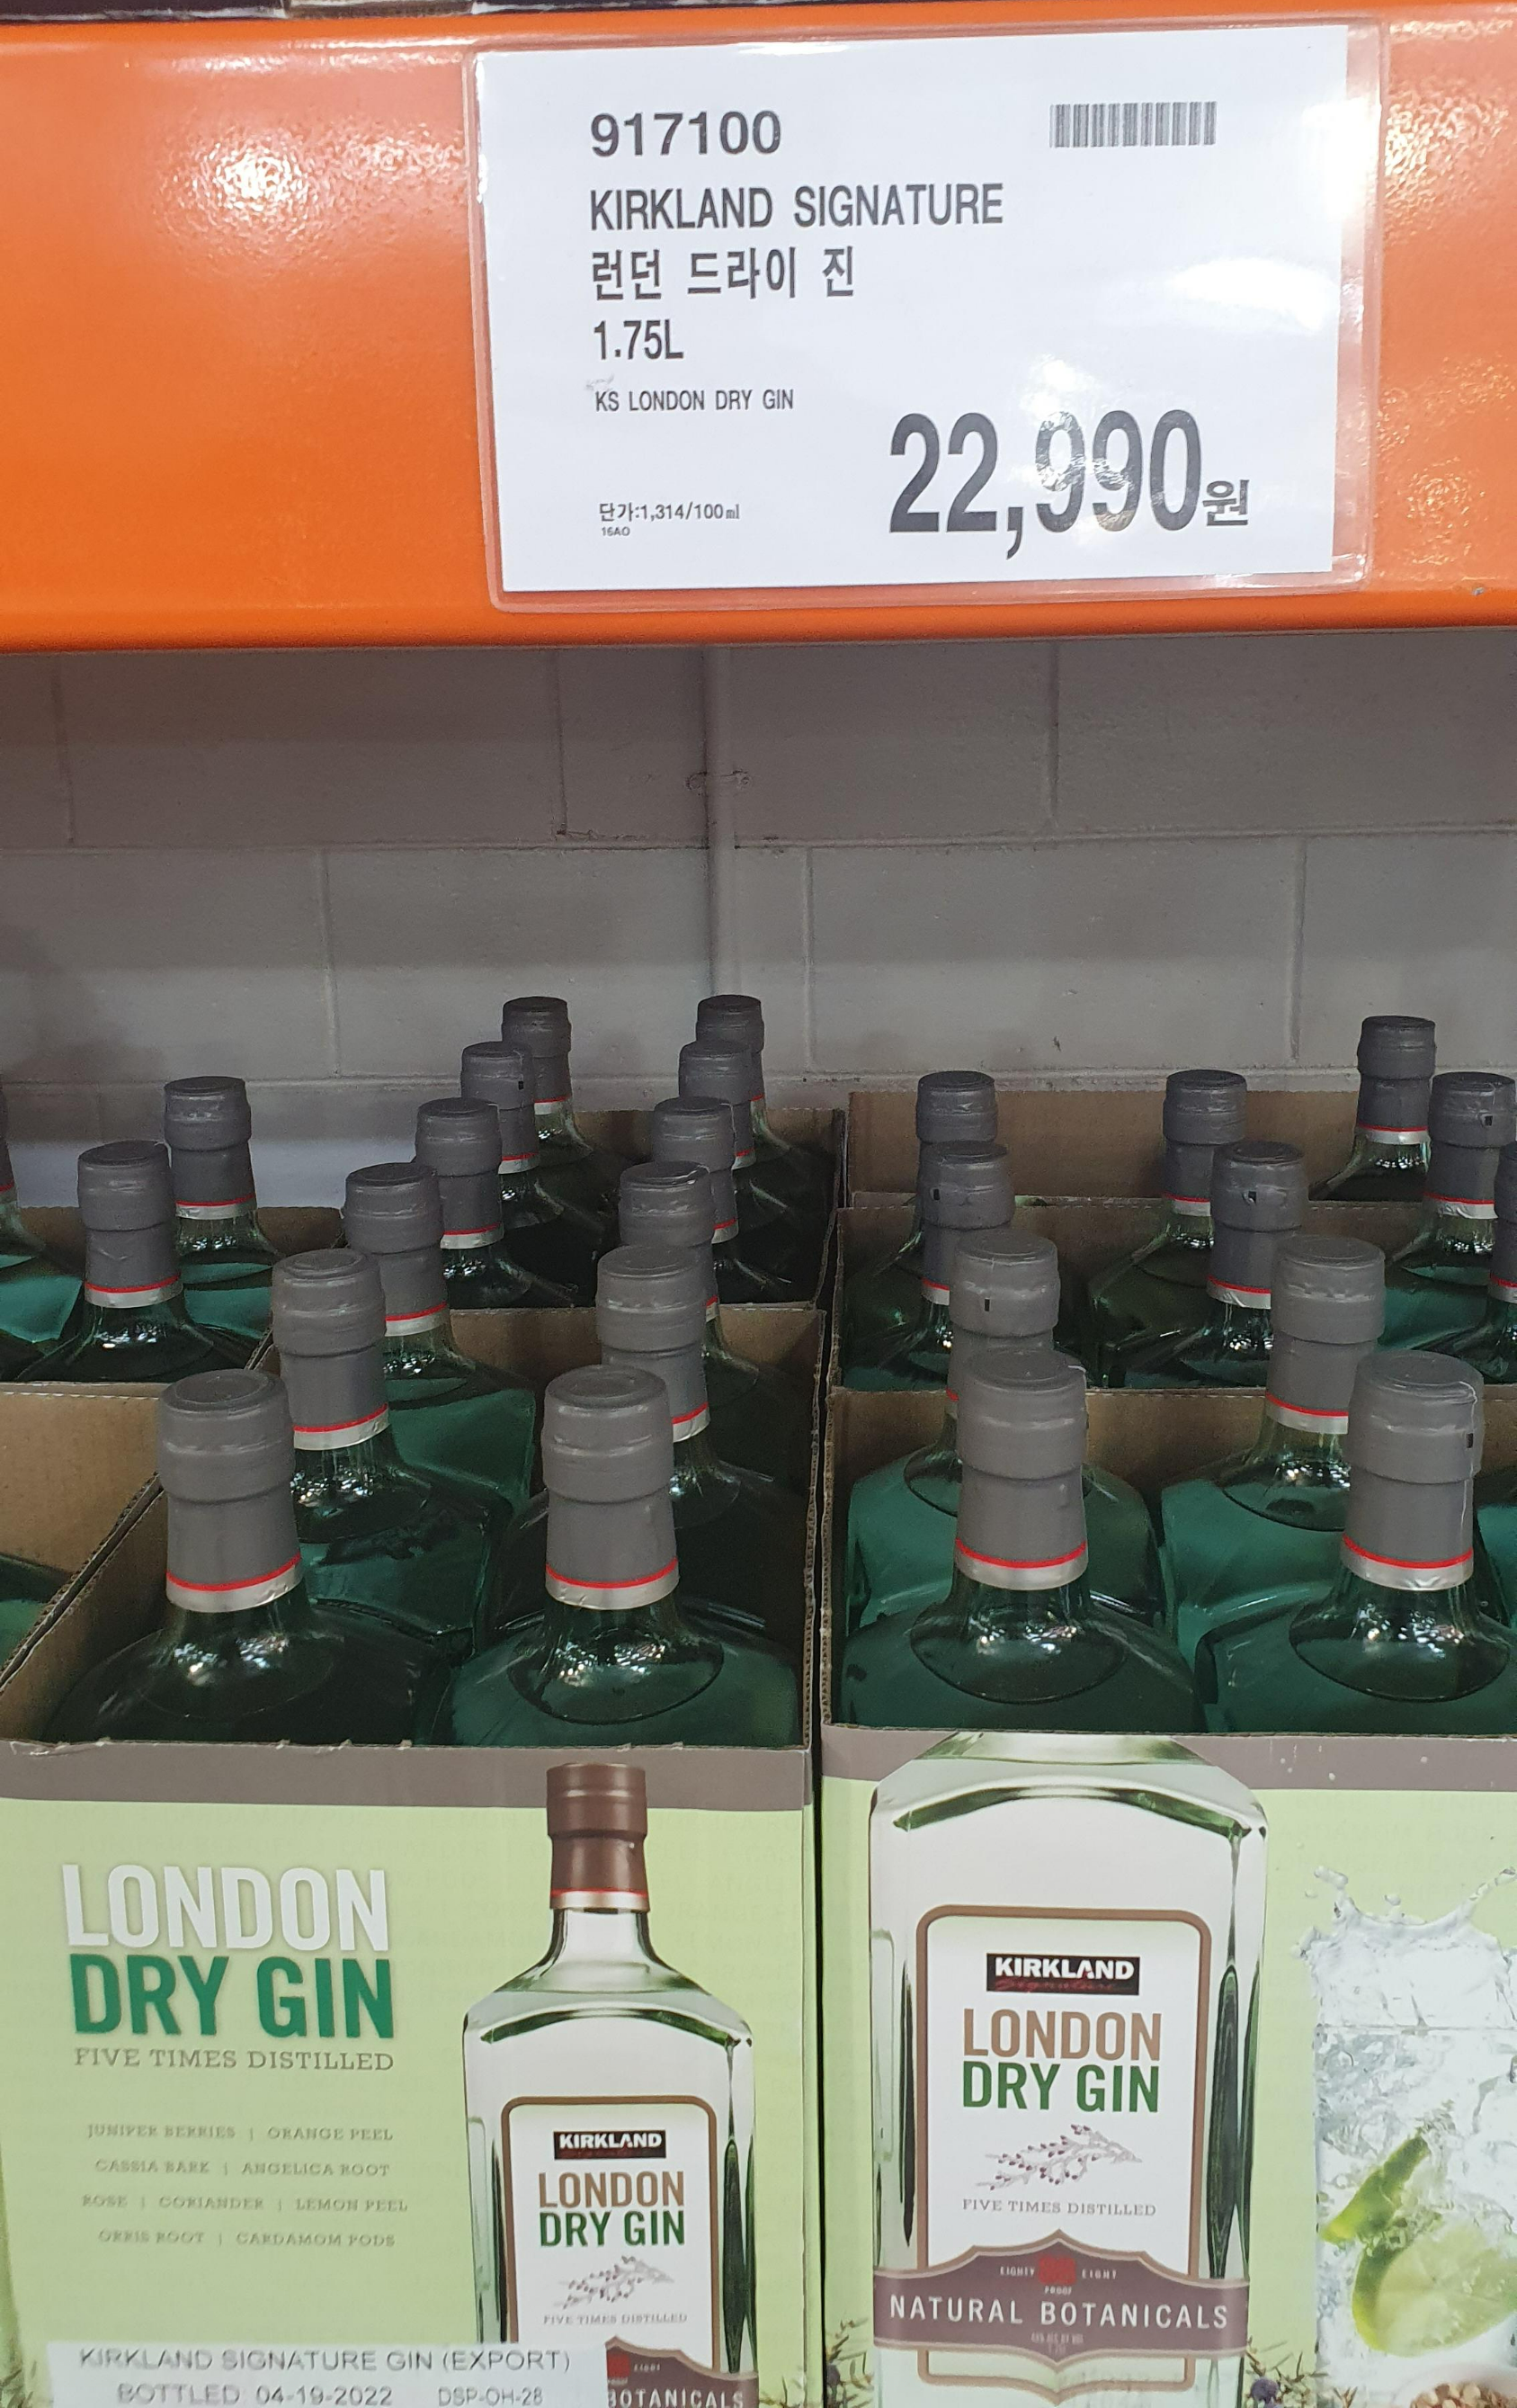 917100
KIRKLAND SIGNATURE
런던 드라이 진
1.75L
KS LONDON DRY GIN
22,990원
단가:1,314/100ml
16AO
LONDON
DRY GIN
FIVE TIMES DISTILLED
JUNIPER BERRIES | ORANGE PEEL
CASSIA BARK | ANGELICA ROOT
ROSE | CORIANDER | LEMON PEEL
ORRIS ROOT | CARDAMOM PODS
KIRKLAND
LONDON
DRY GIN
FIVE TIMES DISTILLED
EIGHT
BOTANICALS
KIRKLAND SIGNATURE GIN (EXPORT)
BOTTLED 04-19-2022 DSP-OH-28
KIRKLAND
Signature
LONDON
DRY GIN
FIVE TIMES DISTILLED
EIGHTY EIGHT
PROOF
NATURAL BOTANICALS